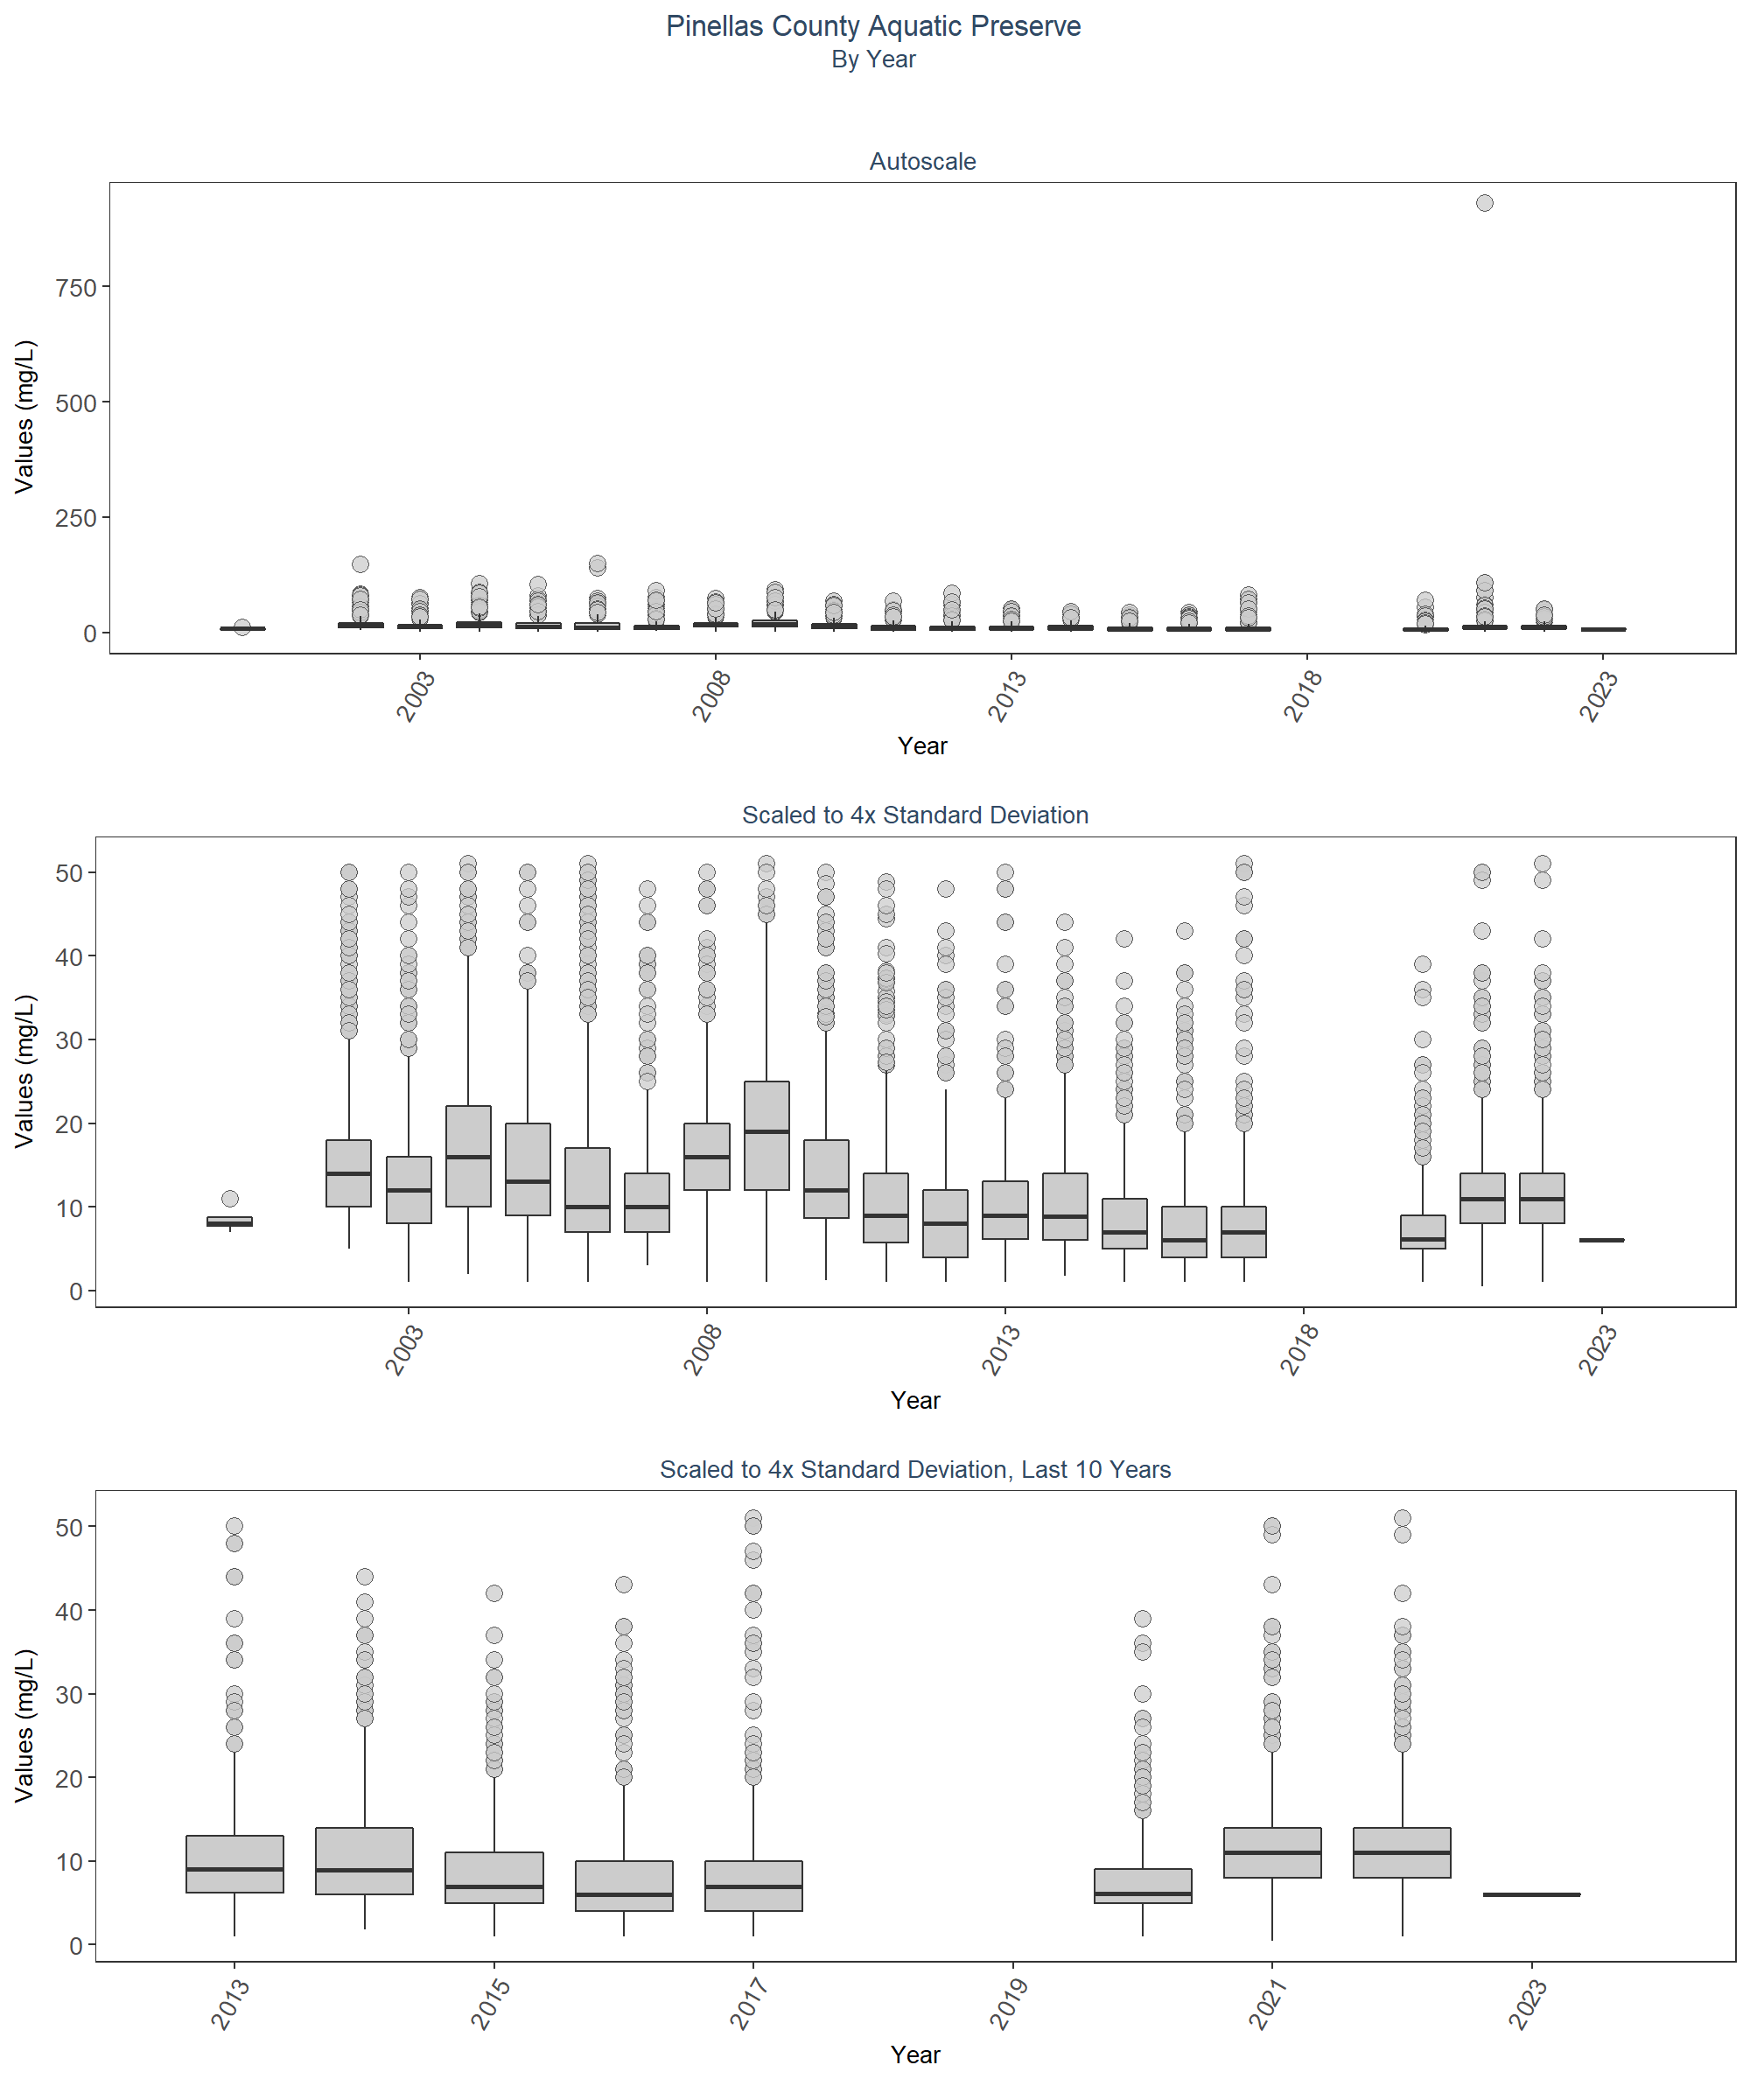 Pinellas County Aquatic Preserve
By Year
Autoscale
Values (mg/L)
750
500
250
0
2003
2008
2013
2018
2023
Year
Scaled to 4x Standard Deviation
Values (mg/L)
50
40
30
20
10
0
2003
2008
2013
2018
2023
Year
Scaled to 4x Standard Deviation, Last 10 Years
Values (mg/L)
50
40
30
20
10
0
2013
2015
2017
2019
2021
2023
Year